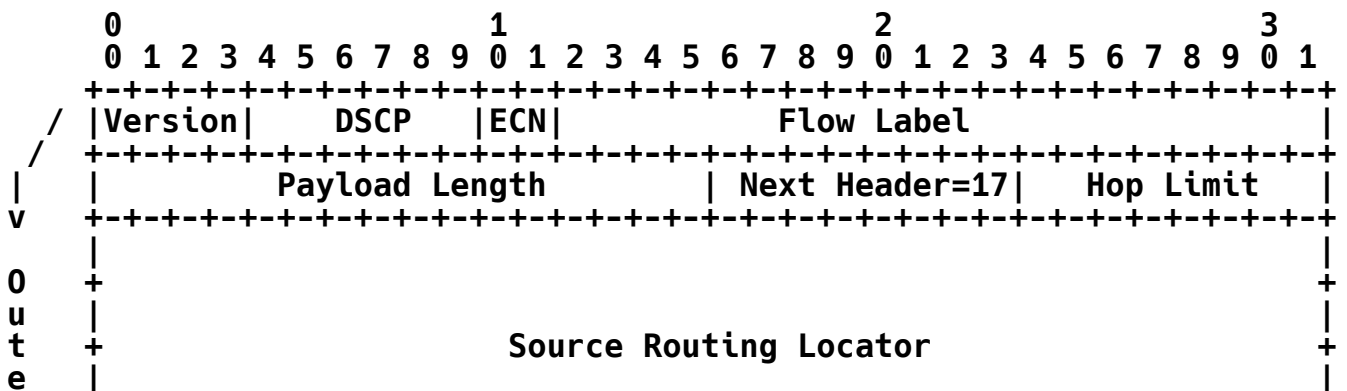 0                   1                   2                   3
        0 1 2 3 4 5 6 7 8 9 0 1 2 3 4 5 6 7 8 9 0 1 2 3 4 5 6 7 8 9 0 1
       +-+-+-+-+-+-+-+-+-+-+-+-+-+-+-+-+-+-+-+-+-+-+-+-+-+-+-+-+-+-+-+-+
     / |Version|    DSCP   |ECN|           Flow Label                  |
    /  +-+-+-+-+-+-+-+-+-+-+-+-+-+-+-+-+-+-+-+-+-+-+-+-+-+-+-+-+-+-+-+-+
   |   |         Payload Length        | Next Header=17|   Hop Limit   |
   v   +-+-+-+-+-+-+-+-+-+-+-+-+-+-+-+-+-+-+-+-+-+-+-+-+-+-+-+-+-+-+-+-+
       |                                                               |
   O   +                                                               +
   u   |                                                               |
   t   +                     Source Routing Locator                    +
   e   |                                                               |